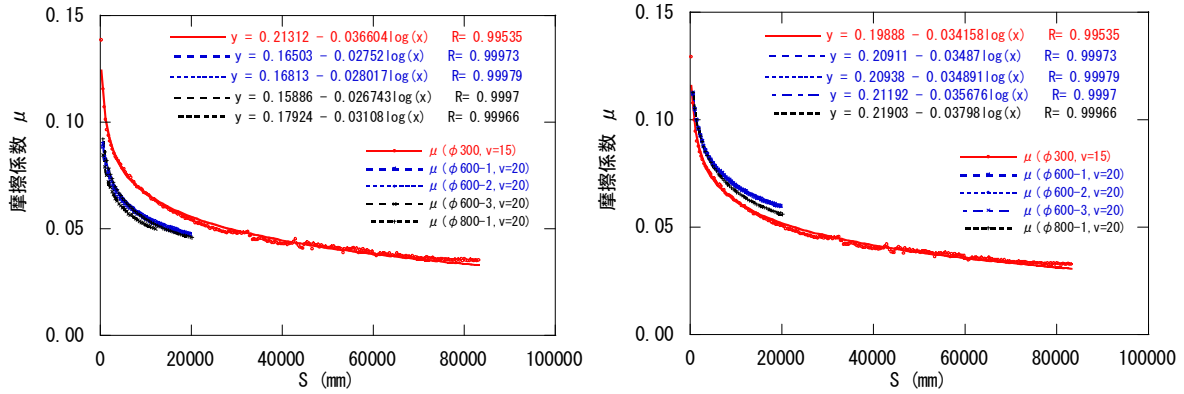 0.15
y = 0.21312 - 0.036604log(x) R= 0.99535
y = 0.16503 - 0.02752log(x) R= 0.99973
y = 0.16813 - 0.028017log(x) R= 0.99979
y = 0.15886 - 0.026743log(x) R= 0.9997
y = 0.17924 - 0.03108log(x) R= 0.99966
0.10
摩擦係数 μ
μ(φ300, v=15)
μ(φ600-1, v=20)
μ(φ600-2, v=20)
μ(φ600-3, v=20)
μ(φ800-1, v=20)
0.05
0.00
0 20000 40000 60000 80000 100000
S (mm)
0.15
y = 0.19888 - 0.034158log(x) R= 0.99535
y = 0.20911 - 0.03487log(x) R= 0.99973
y = 0.20938 - 0.034891log(x) R= 0.99979
y = 0.21192 - 0.035676log(x) R= 0.9997
y = 0.21903 - 0.03798log(x) R= 0.99966
0.10
摩擦係数 μ
μ(φ300, v=15)
μ(φ600-1, v=20)
μ(φ600-2, v=20)
μ(φ600-3, v=20)
μ(φ800-1, v=20)
0.05
0.00
0 20000 40000 60000 80000 100000
S (mm)